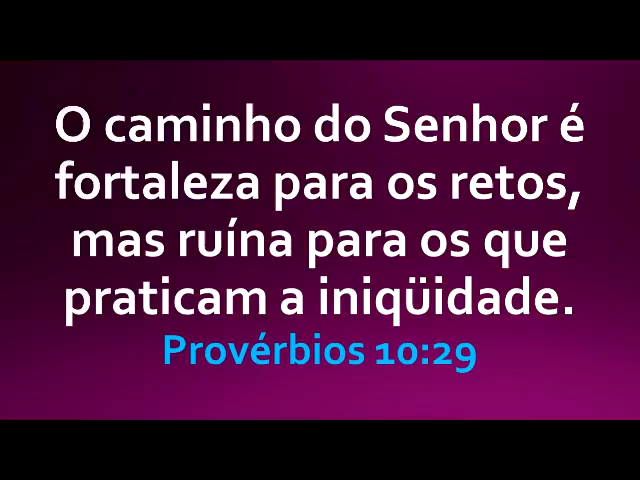 O caminho do Senhor é
fortaleza para os retos,
mas ruína para os que
praticam a iniqüidade.
Provérbios 10:29